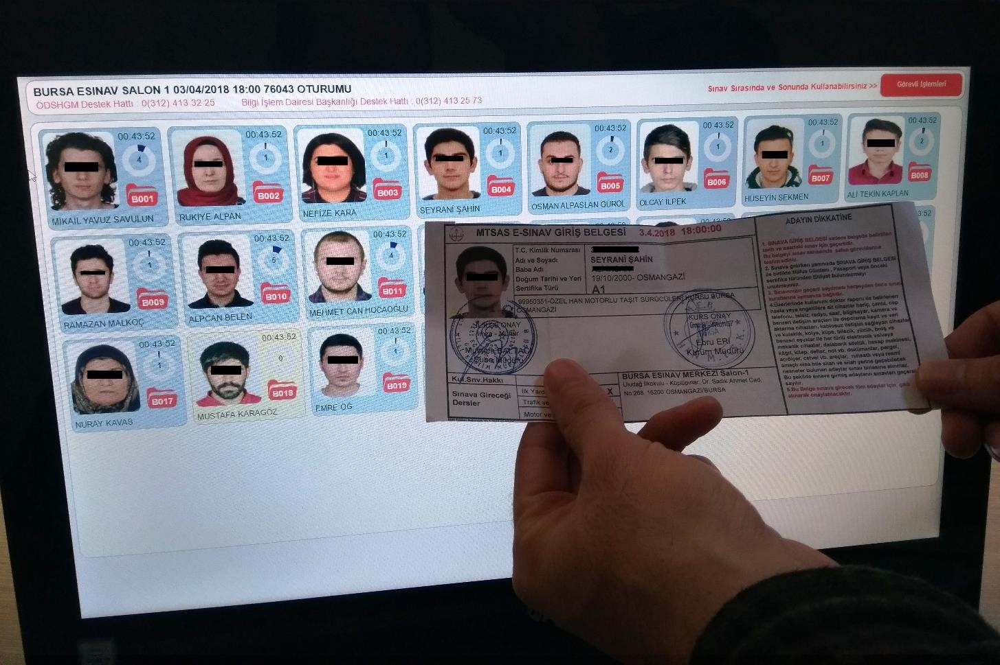 BURSA ESINAV SALON 1 03/04/2018 18:00 76043 OTURUMU
ÖDSHGM Destek Hattı : 0(312) 413 32 25 Bilgi İşlem Dairesi Başkanlığı Destek Hattı : 0(312) 413 25 73
Sınav Sırasında ve Sonunda Kullanabilirsiniz >>
Görevli İşlemleri
00:43:52
4
B001
MİKAİL YAVUZ SAVULUN
00:43:52
1
B002
RUKİYE ALPAN
00:43:52
1
B003
NEFİZE KARA
00:43:52
1
B004
SEYRANİ ŞAHİN
00:43:52
2
B005
OSMAN ALPASLAN GÜROL
00:43:52
1
B006
OLCAY İLPEK
00:43:52
1
B007
HÜSEYİN SEKMEN
00:43:52
2
B008
ALİ TEKİN KAPLAN
00:43:52
1
B009
RAMAZAN MALKOÇ
00:43:52
5
B010
ALPCAN BELEN
00:43:52
4
B011
MEHMET CAN HOCAOĞLU
00:43:52
1
B017
NURAY KAVAS
00:43:52
0
B018
MUSTAFA KARAGÖZ
00:43:52
1
B019
EMRE ÖG
MTSAS E-SINAV GİRİŞ BELGESİ 3.4.2018 18:00:00
T.C. Kimlik Numarası
Adı ve Soyadı SEYRANİ ŞAHİN
Baba Adı
Doğum Tarihi ve Yeri 19/10/2000- OSMANGAZİ
Sertifika Türü A1
99950351-ÖZEL HAN MOTORLU TAŞIT SÜRÜCÜLERİ KURSU BURSA
OSMANGAZİ
İLÇE ONAY
İmza - Mühür
Şube Müdürü
KURS ONAY
İmza - Mühür
Ebru ERİ
Kurum Müdürü
Kul.Snv.Hakkı
Sınava Gireceği
Dersler
İlk Yard X
Trafik ve
Motor ve
BURSA ESINAV MERKEZİ Salon-1
Uludağ İlkokulu - Küplüpınar, Dr. Sadık Ahmet Cad.
No:268, 16200 OSMANGAZİ/BURSA
ADAYIN DİKKATİNE
1. SINAVA GİRİŞ BELGESİ sadece belgede belirtilen
tarih ve saatteki sınav için geçerlidir.
Bu belgeyi sınav esnasında salon görevlilerine
teslim ediniz.
2. Sınava gelirken yanınızda SINAVA GİRİŞ BELGESİ
ile birlikte Nüfus Cüzdanı, Pasaport veya önceki
sertifika türünden Ehliyet bulundurmayı
unutmayınız.
3. Sınavınızın geçerli sayılması herşeyden önce sınav
kurallarına uymanıza bağlıdır.
4.Üzerlerinde kullanımı doktor raporu ile belirlenen
hasta veya engellilere ait cihazlar hariç, çanta, cep
telefonu, telsiz, radyo, saat, bilgisayar, kamera ve
benzeri iletişim araçları ile depolama kayıt ve veri
aktarma cihazları, kablosuz iletişim sağlayan cihazlar
ve kulaklık, kolye, küpe, bilezik, yüzük, broş ve
benzeri eşyalar ile her türlü elektronik ve/veya
mekanik cihazlar, databank sözlük, hesap makinesi,
kâğıt, kitap, defter, not vb. dokümanlar, pergel,
açıölçer, cetvel vb. araçlar, ruhsatlı veya resmî
amaçlı olsa bile silah ve silah yerine geçebilecek
nesneler bulunan adaylar sınav binasına alınmaz.
Bu şekilde sınava girmiş adayların sınavları geçersiz
sayılır.
5.Bu Belge sınava girecek tüm adaylar için
alınarak onaylatılacaktır.